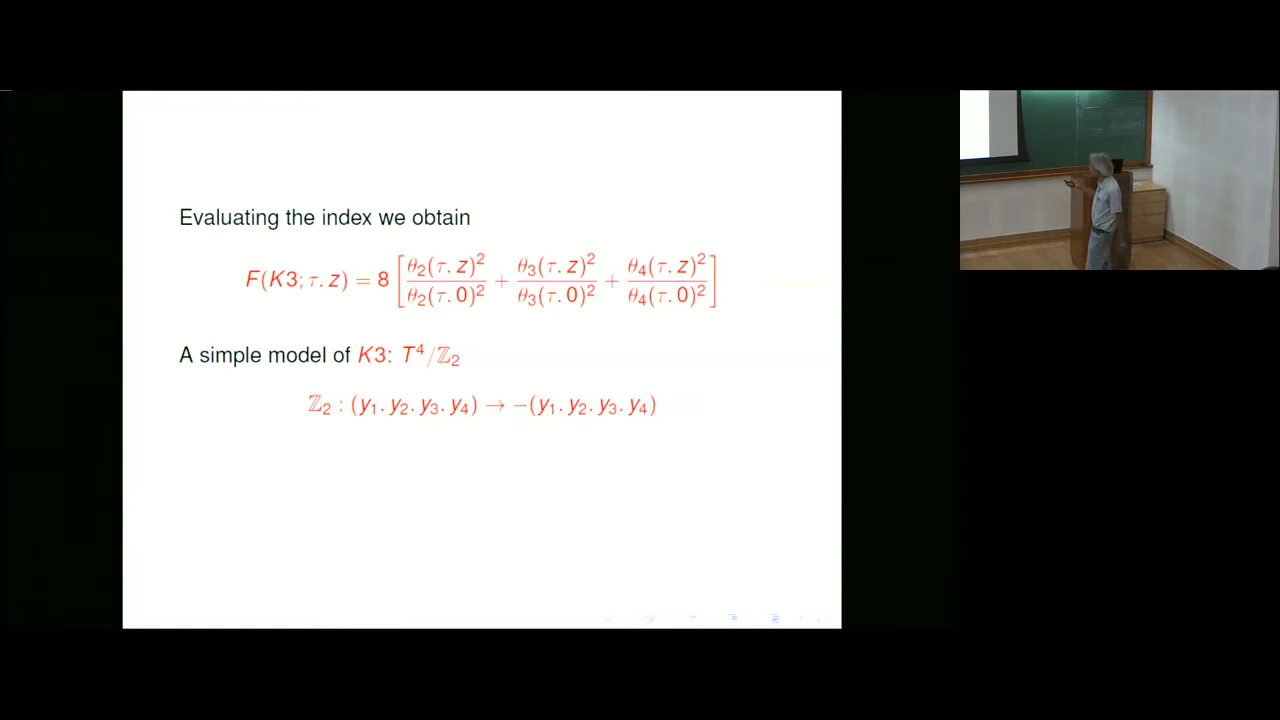 Evaluating the index we obtain
F(K3; τ. z) = 8 [ θ₂(τ. z)² / θ₂(τ. 0)² + θ₃(τ. z)² / θ₃(τ. 0)² + θ₄(τ. z)² / θ₄(τ. 0)² ]
A simple model of K3: T⁴/ℤ₂
ℤ₂ : (y₁. y₂. y₃. y₄) → −(y₁. y₂. y₃. y₄)